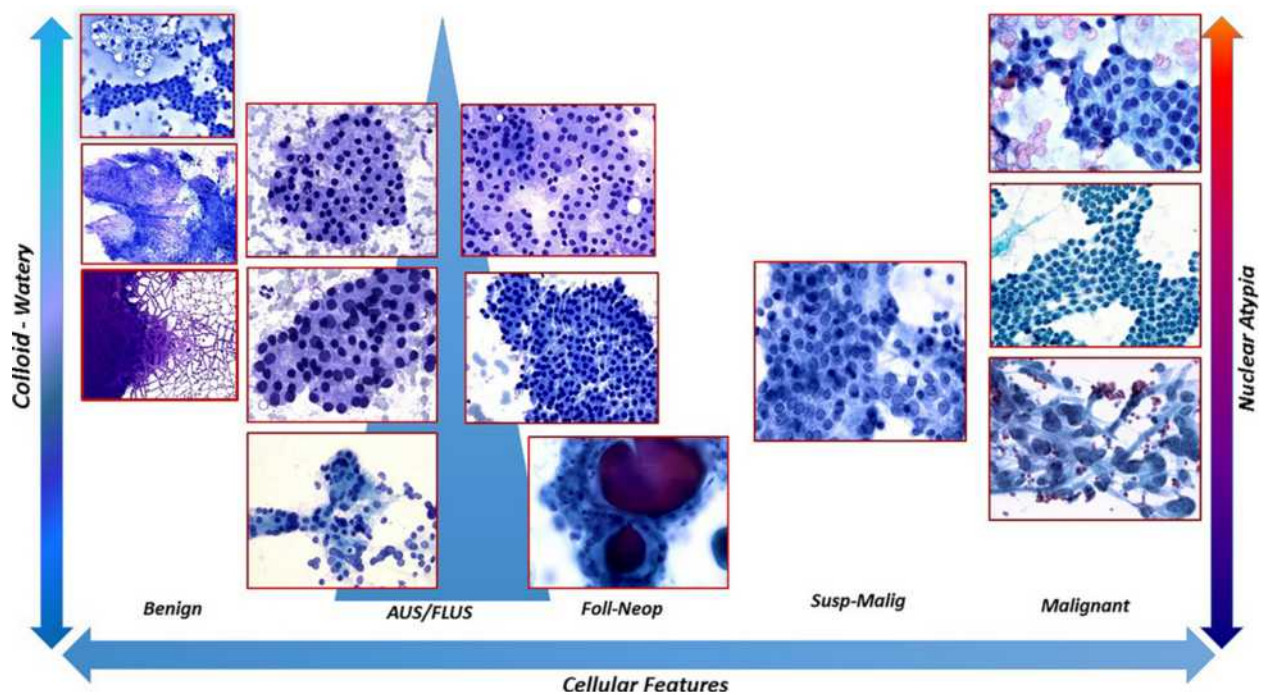 Colloid - Watery
Nuclear Atypia
Benign
AUS/FLUS
Foll-Neop
Susp-Malig
Malignant
Cellular Features